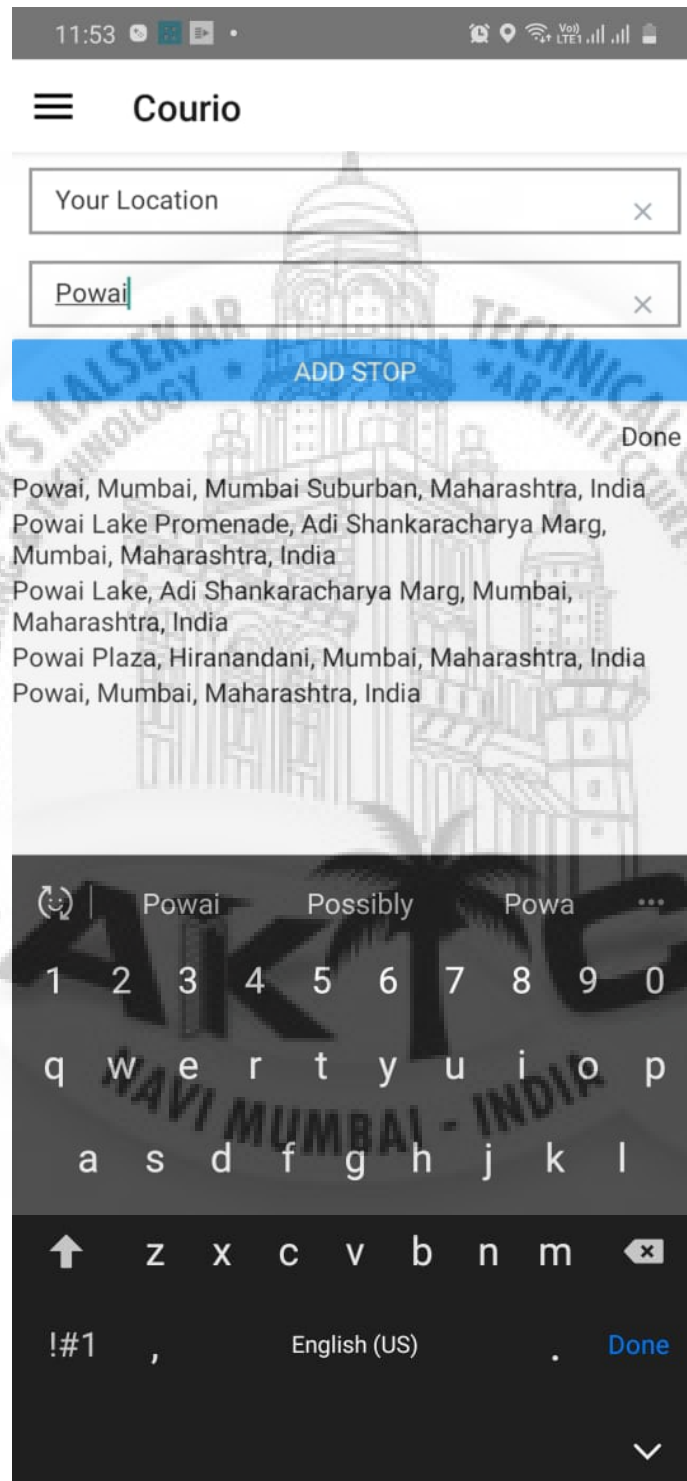 11:53
Vo)) LTE1
Courio
Your Location
Powai
ADD STOP
Done
Powai, Mumbai, Mumbai Suburban, Maharashtra, India
Powai Lake Promenade, Adi Shankaracharya Marg,
Mumbai, Maharashtra, India
Powai Lake, Adi Shankaracharya Marg, Mumbai,
Maharashtra, India
Powai Plaza, Hiranandani, Mumbai, Maharashtra, India
Powai, Mumbai, Maharashtra, India
Powai Possibly Powa
1 2 3 4 5 6 7 8 9 0
q w e r t y u i o p
a s d f g h j k l
z x c v b n m
!#1 , English (US) . Done
KALSEKAR TECHNICAL
ARCHITECTURE
AKTC
NAVI MUMBAI - INDIA